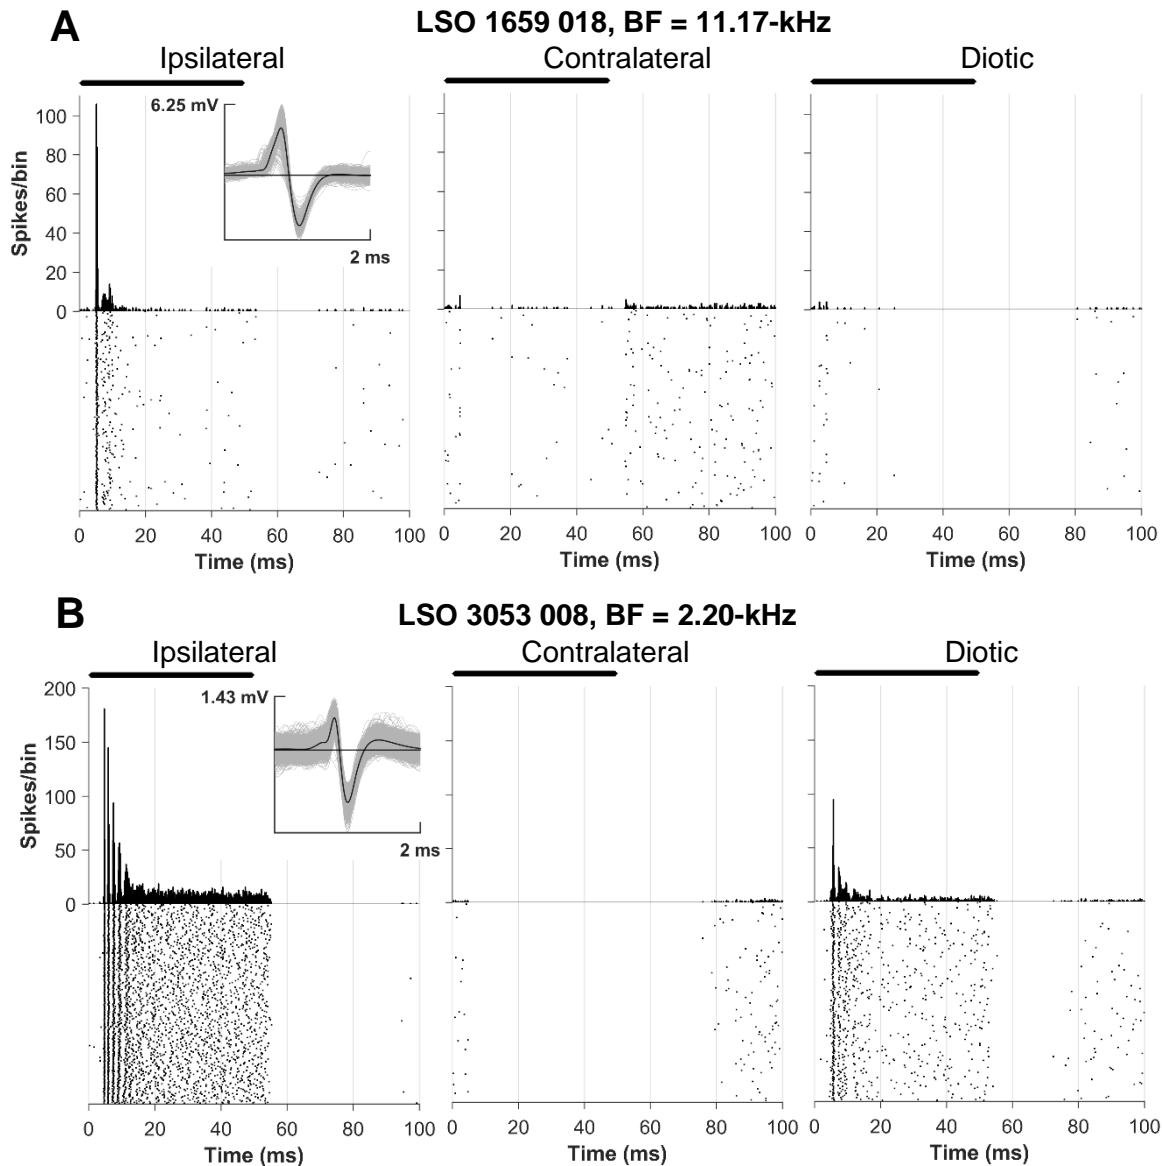 A
LSO 1659 018, BF = 11.17-kHz
Ipsilateral
Contralateral
Diotic
6.25 mV
2 ms
Spikes/bin
100
80
60
40
20
0
0 20 40 60 80 100
0 20 40 60 80 100
0 20 40 60 80 100
Time (ms)
Time (ms)
Time (ms)
B
LSO 3053 008, BF = 2.20-kHz
Ipsilateral
Contralateral
Diotic
1.43 mV
2 ms
Spikes/bin
200
150
100
50
0
0 20 40 60 80 100
0 20 40 60 80 100
0 20 40 60 80 100
Time (ms)
Time (ms)
Time (ms)